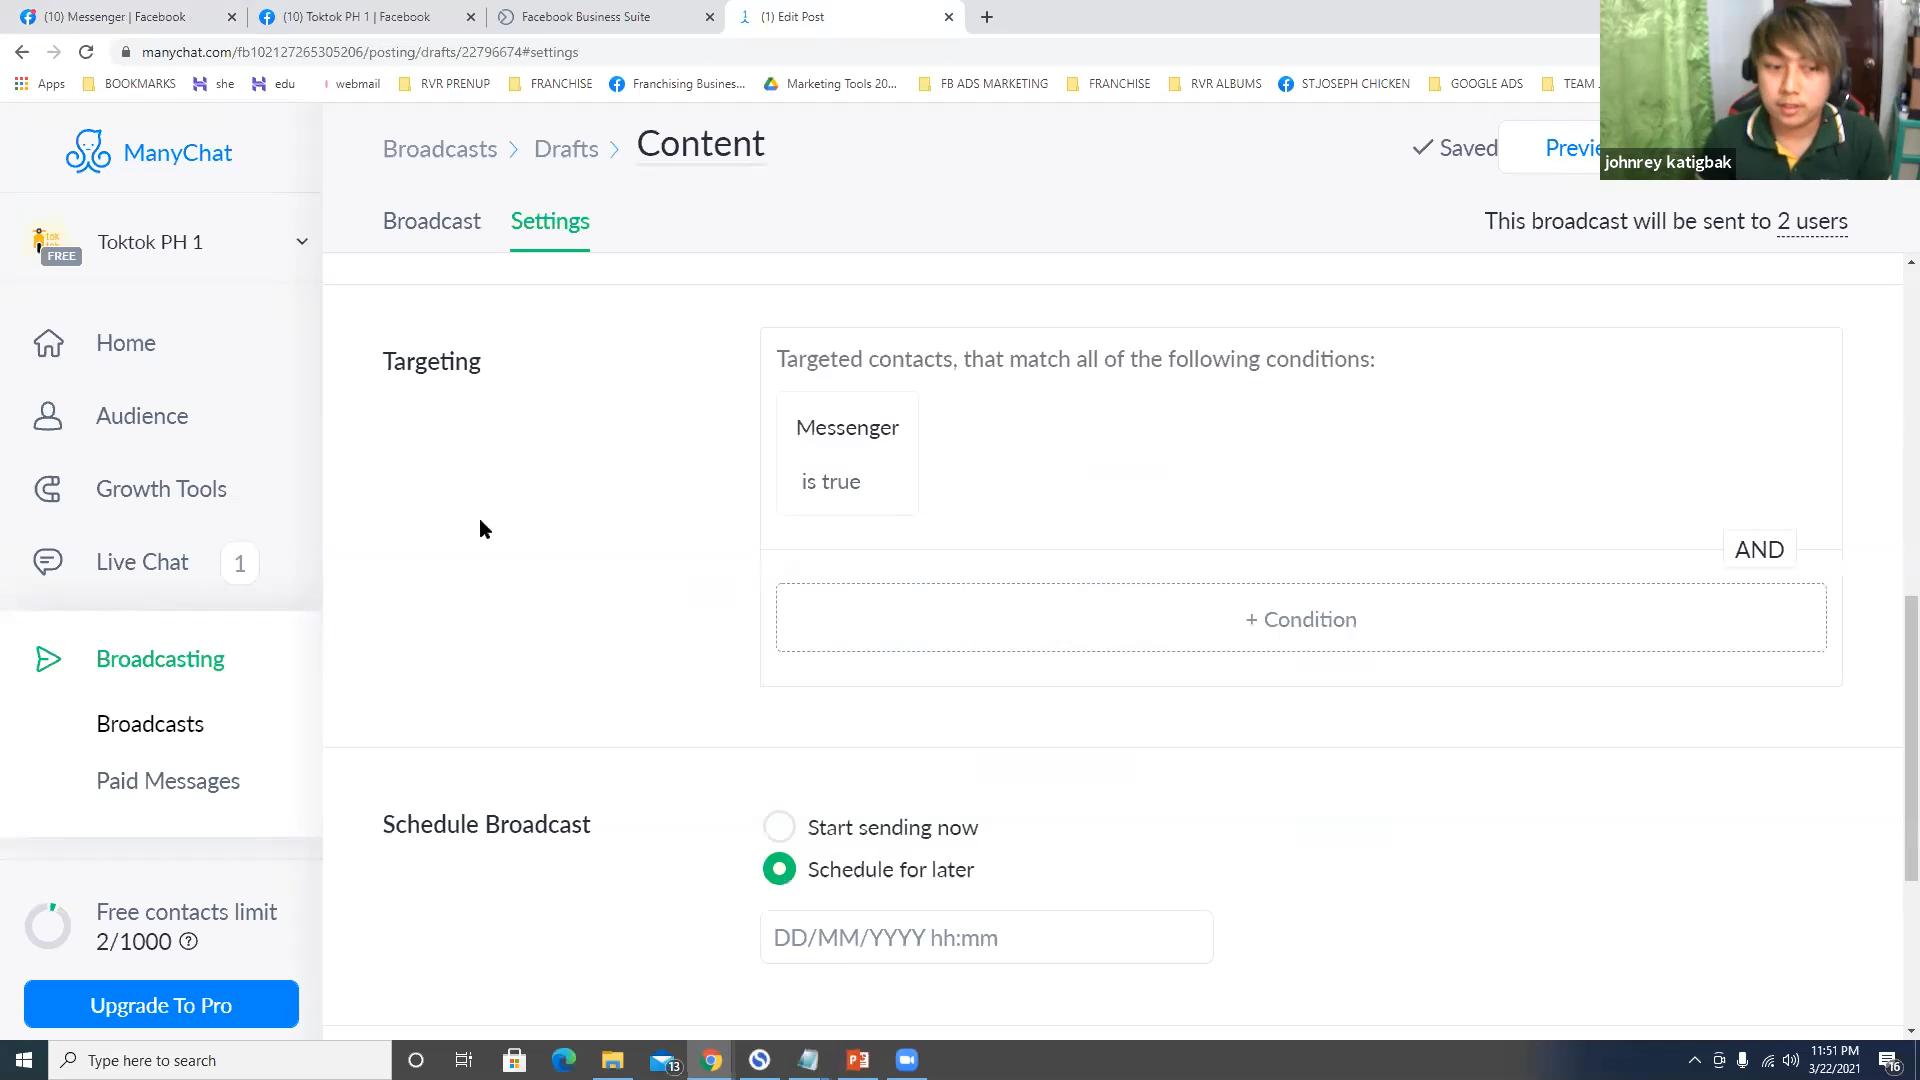 (10) Messenger | Facebook
(10) Toktok PH 1 | Facebook
Facebook Business Suite
(1) Edit Post
manychat.com/fb102127265305206/posting/drafts/22796674#settings
Apps
BOOKMARKS
she
edu
webmail
RVR PRENUP
FRANCHISE
Franchising Busines...
Marketing Tools 20...
FB ADS MARKETING
FRANCHISE
RVR ALBUMS
ST.JOSEPH CHICKEN
GOOGLE ADS
TEAM
johnrey katigbak
ManyChat
Broadcasts > Drafts > Content
Saved
Previe
Toktok PH 1
FREE
Broadcast
Settings
This broadcast will be sent to 2 users
Home
Audience
Growth Tools
Live Chat
1
Broadcasting
Broadcasts
Paid Messages
Free contacts limit
2/1000
Upgrade To Pro
Targeting
Targeted contacts, that match all of the following conditions:
Messenger
is true
AND
+ Condition
Schedule Broadcast
Start sending now
Schedule for later
DD/MM/YYYY hh:mm
Type here to search
13
11:51 PM
3/22/2021
16